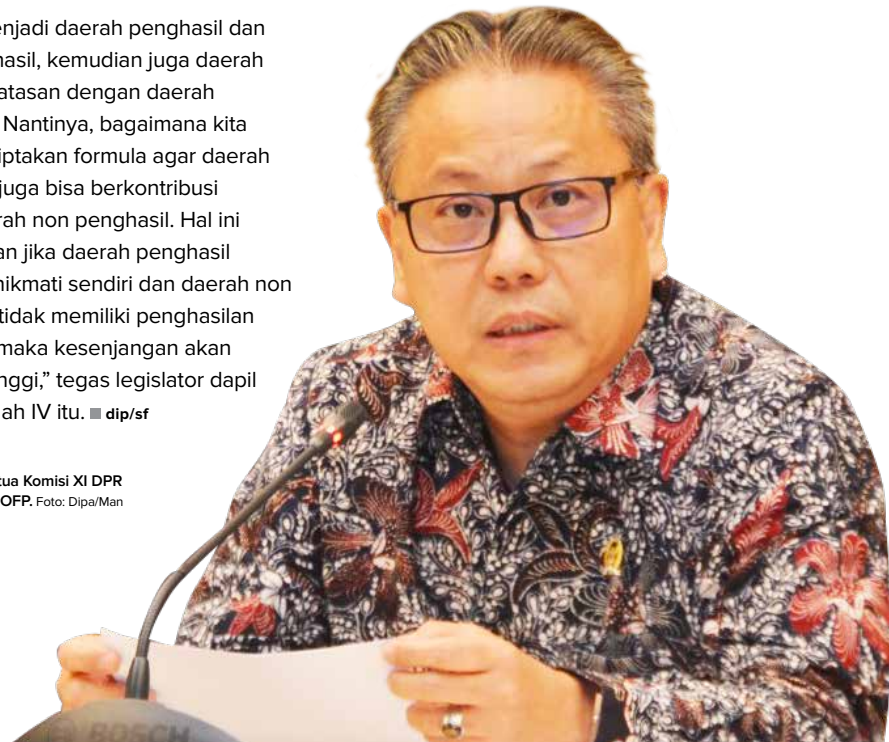 enjadi daerah penghasil dan
hasil, kemudian juga daerah
atasan dengan daerah
Nantinya, bagaimana kita
iptakan formula agar daerah
juga bisa berkontribusi
rah non penghasil. Hal ini
an jika daerah penghasil
nikmati sendiri dan daerah non
tidak memiliki penghasilan
maka kesenjangan akan
nggi,” tegas legislator dapil
ah IV itu. ■ dip/sf
tua Komisi XI DPR
OFP. Foto: Dipa/Man
BOSCH